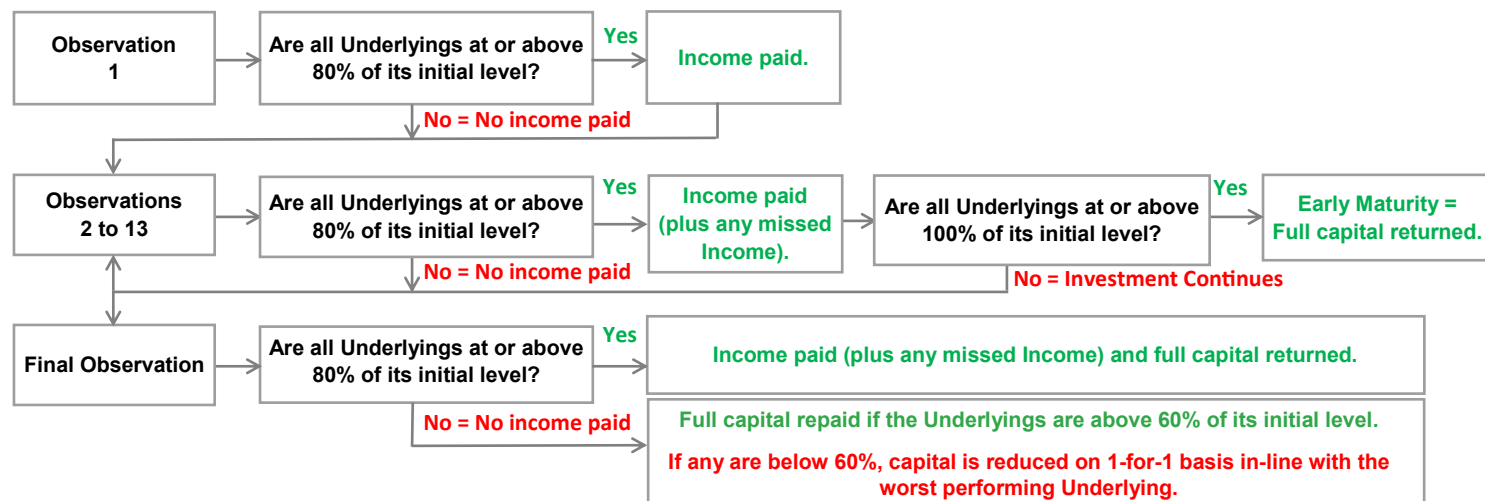 Observation
1
Are all Underlyings at or above
80% of its initial level?
Yes
Income paid.
No = No income paid
Observations
2 to 13
Are all Underlyings at or above
80% of its initial level?
Yes
Income paid
(plus any missed
Income).
Are all Underlyings at or above
100% of its initial level?
Yes
Early Maturity =
Full capital returned.
No = No income paid
No = Investment Continues
Final Observation
Are all Underlyings at or above
80% of its initial level?
Yes
Income paid (plus any missed Income) and full capital returned.
No = No income paid
Full capital repaid if the Underlyings are above 60% of its initial level.
If any are below 60%, capital is reduced on 1-for-1 basis in-line with the
worst performing Underlying.